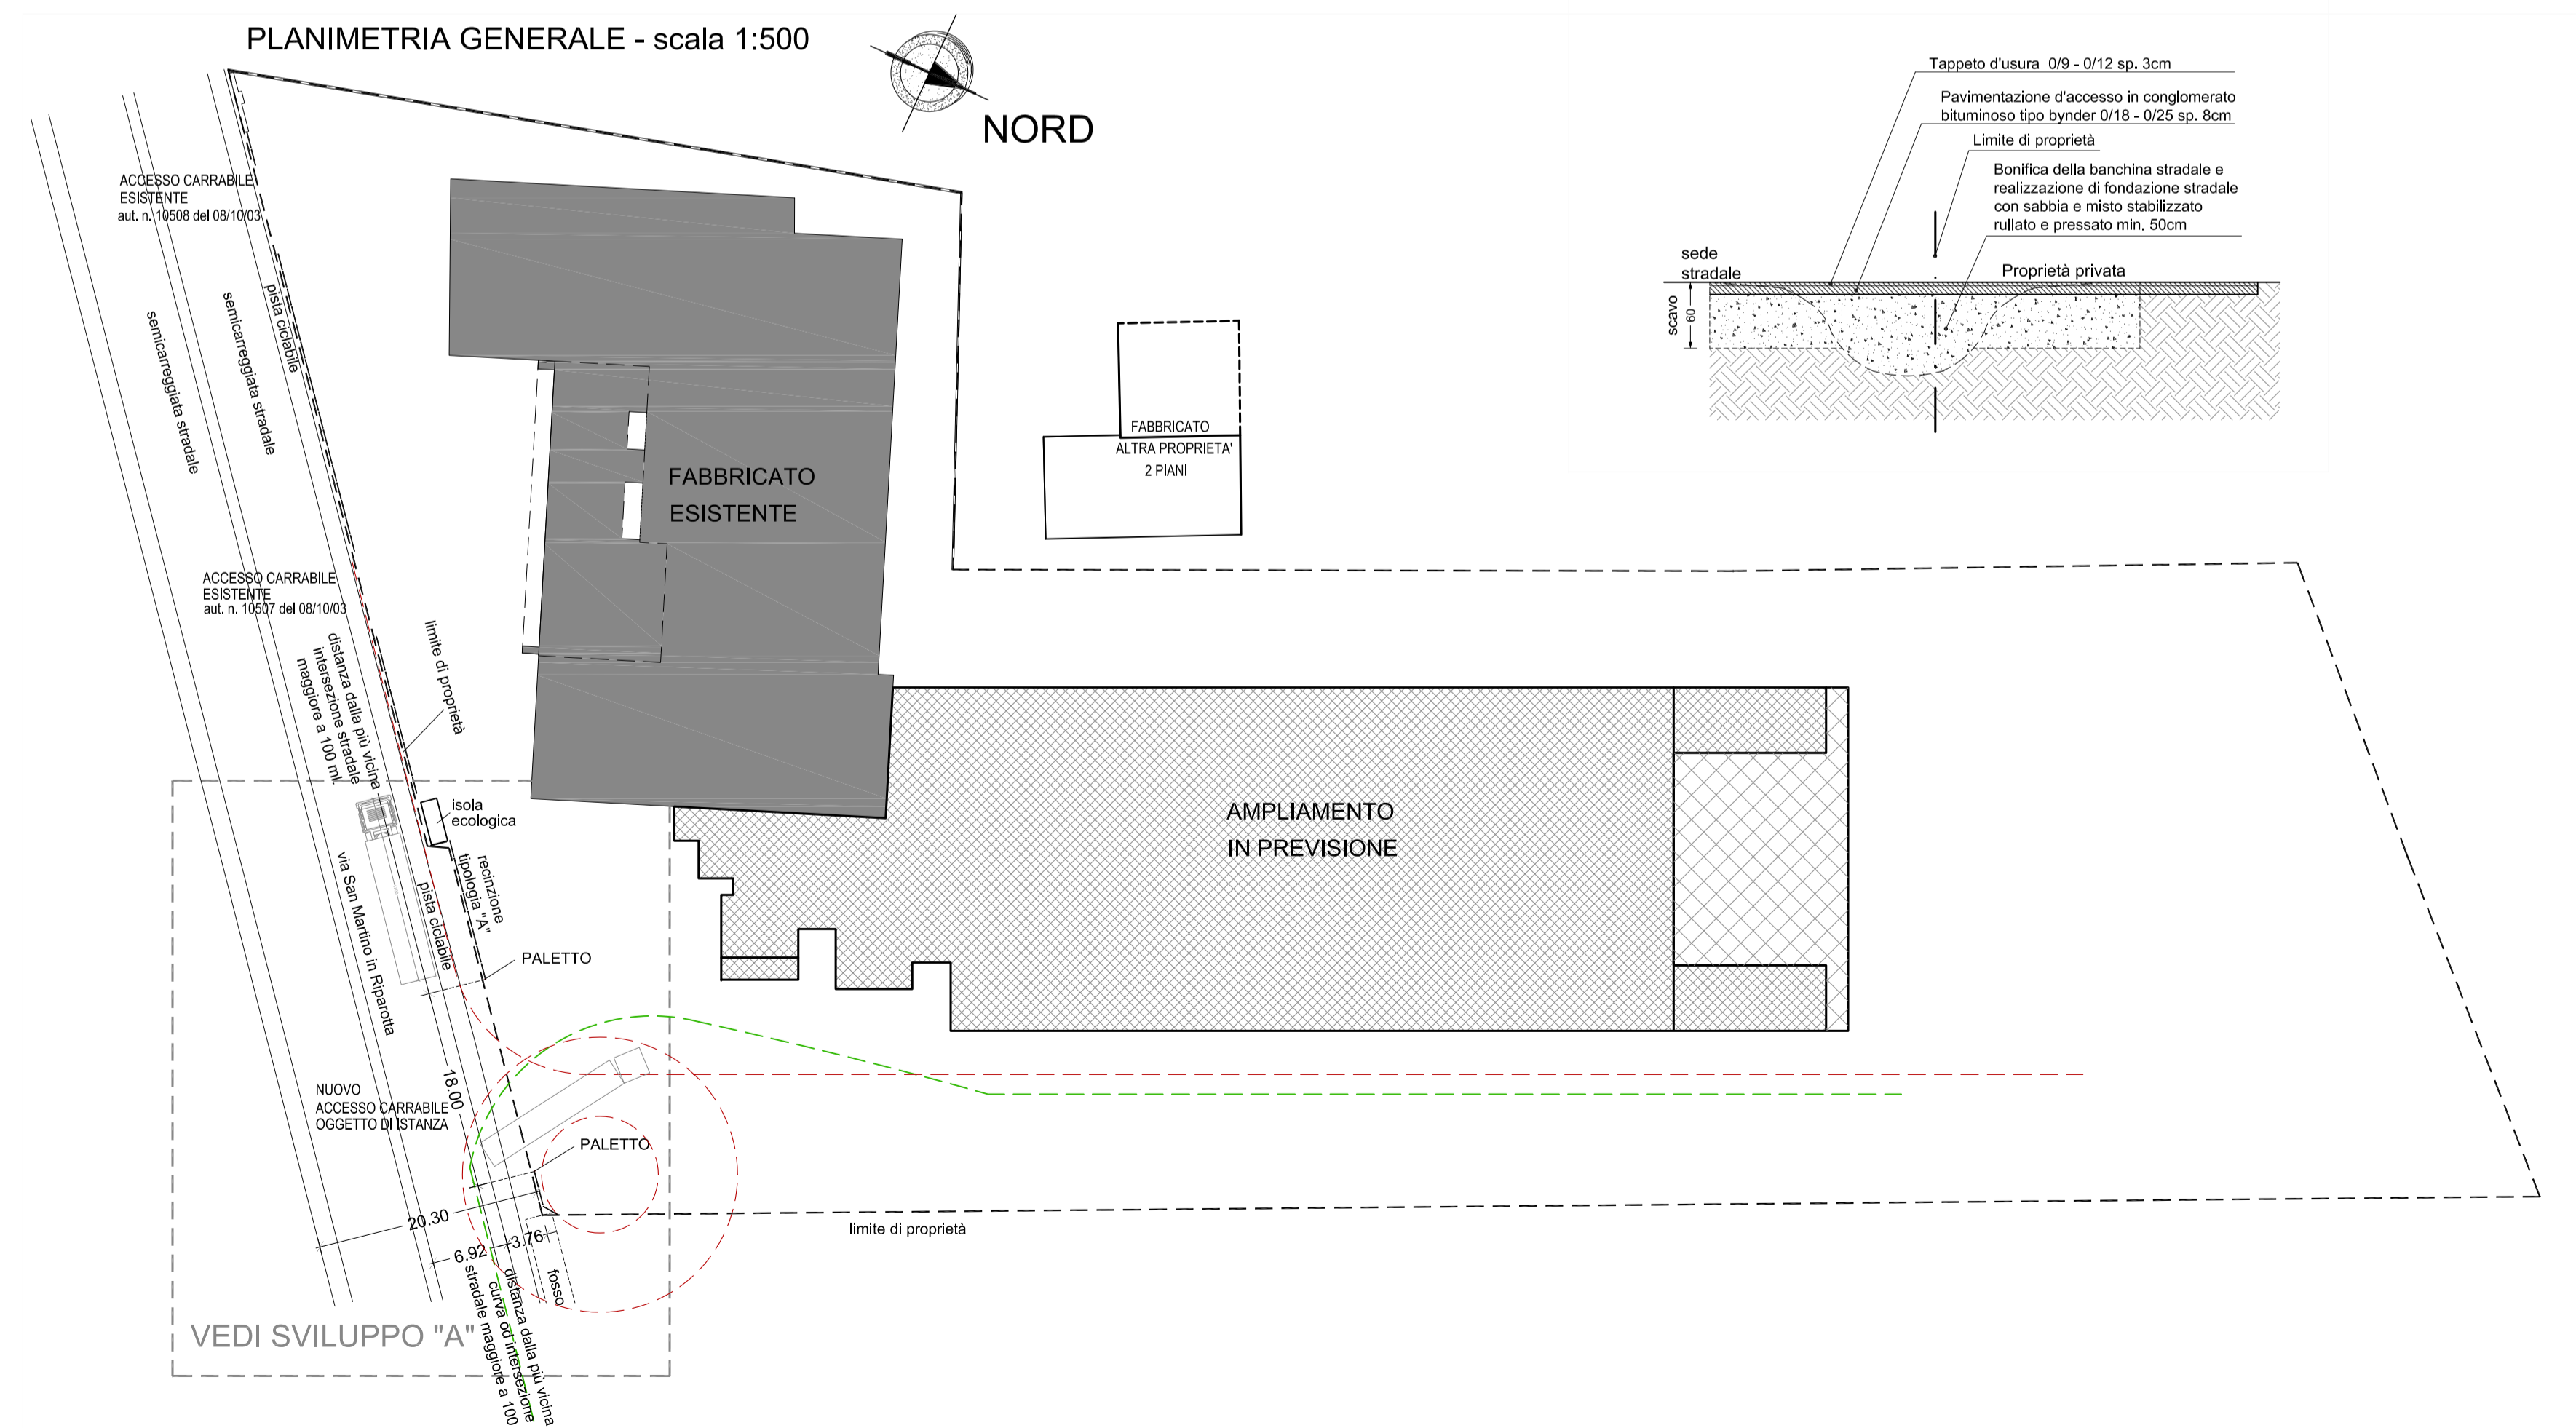 PLANIMETRIA GENERALE - scala 1:500
NORD
Tappeto d'usura 0/9 - 0/12 sp. 3cm
Pavimentazione d'accesso in conglomerato
bituminoso tipo bynder 0/18 - 0/25 sp. 8cm
Limite di proprietà
Bonifica della banchina stradale e
realizzazione di fondazione stradale
con sabbia e misto stabilizzato
rullato e pressato min. 50cm
sede
stradale
Proprietà privata
scavo
60
ACCESSO CARRABILE
ESISTENTE
aut. n. 10508 del 08/10/03
pista ciclabile
semicarreggiata stradale
semicarreggiata stradale
FABBRICATO
ESISTENTE
FABBRICATO
ALTRA PROPRIETA'
2 PIANI
ACCESSO CARRABILE
ESISTENTE
aut. n. 10507 del 08/10/03
limite di proprietà
distanza dalla più vicina
intersezione stradale
maggiore a 100 ml.
isola
ecologica
recinzione
tipologia "A"
pista ciclabile
via San Martino in Riparotta
PALETTO
AMPLIAMENTO
IN PREVISIONE
18.00
NUOVO
ACCESSO CARRABILE
OGGETTO DI ISTANZA
PALETTO
20.30
6.92
3.76
limite di proprietà
fosso
distanza dalla più vicina
curva od intersezione
stradale maggiore a 100
VEDI SVILUPPO "A"